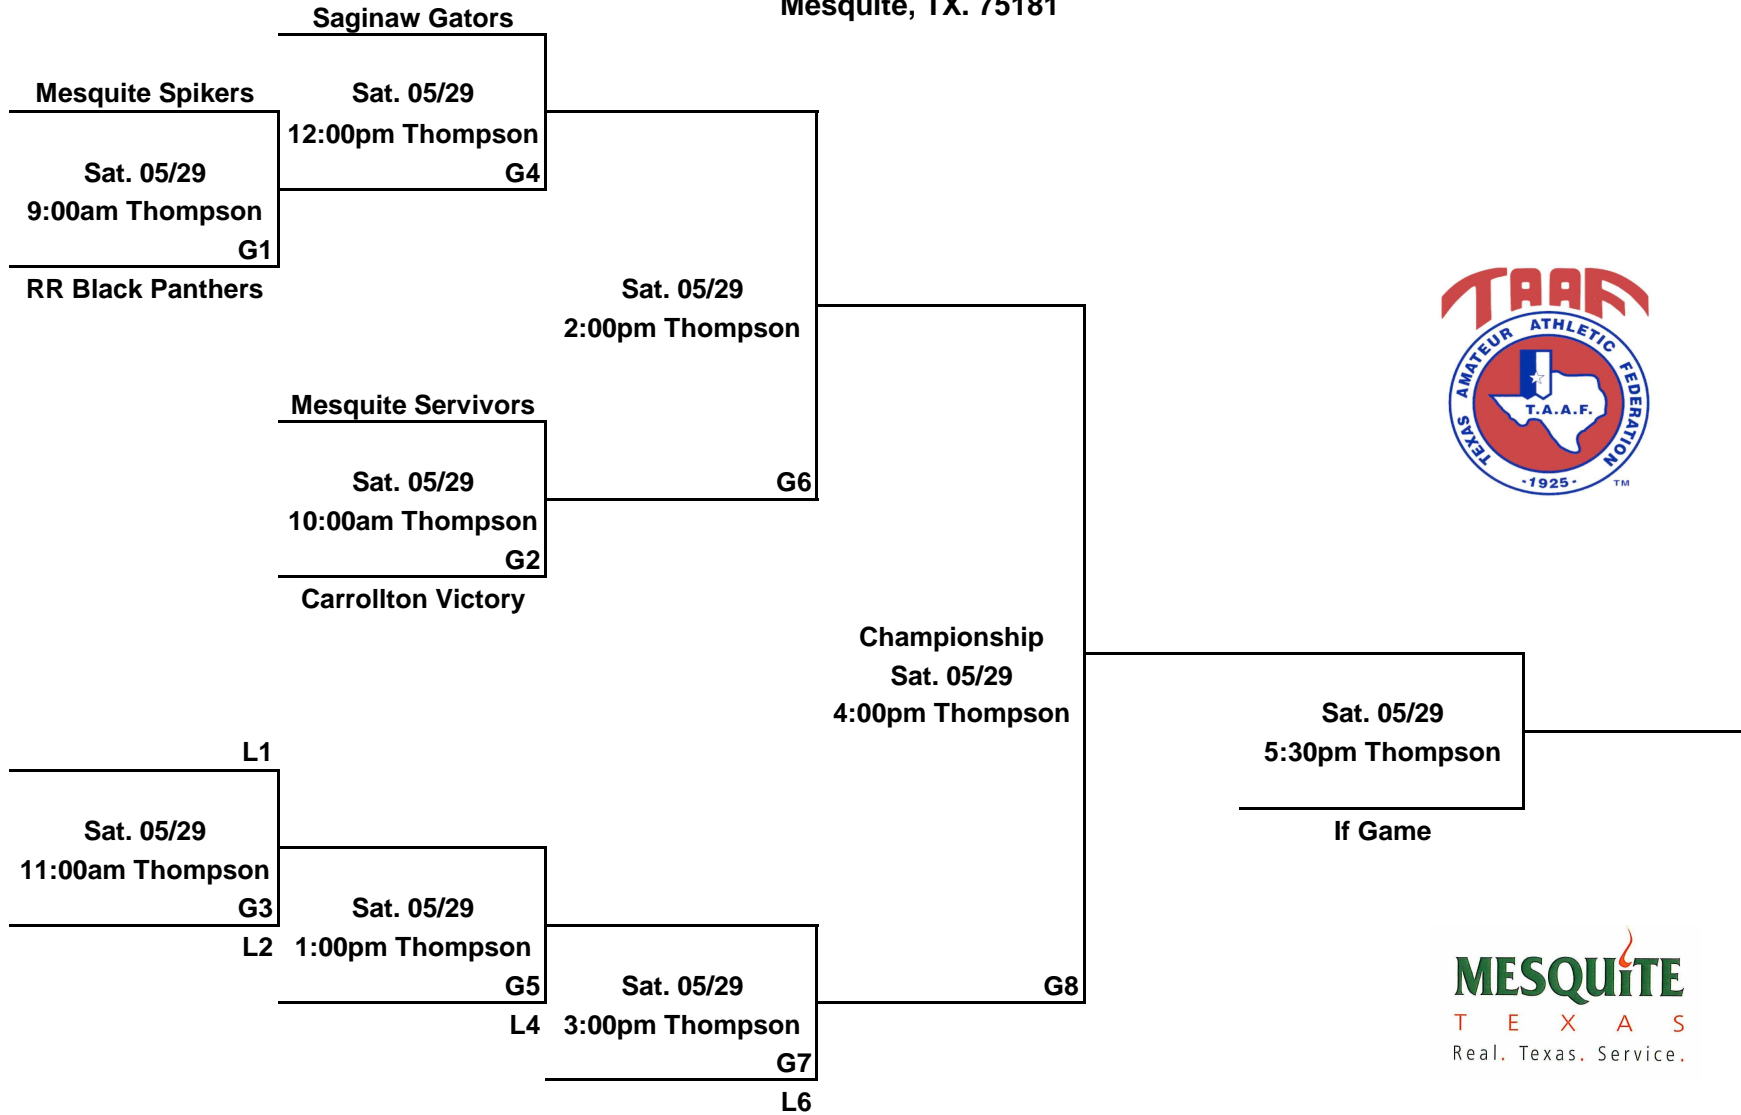 Mesquite, TX. 75181
Saginaw Gators
Mesquite Spikers
Sat. 05/29
12:00pm Thompson
G4
Sat. 05/29
9:00am Thompson
G1
RR Black Panthers
Sat. 05/29
2:00pm Thompson
G6
Mesquite Servivors
Sat. 05/29
10:00am Thompson
G2
Carrollton Victory
Championship
Sat. 05/29
4:00pm Thompson
G8
Sat. 05/29
5:30pm Thompson
If Game
L1
Sat. 05/29
11:00am Thompson
G3
L2
Sat. 05/29
1:00pm Thompson
G5
L4
Sat. 05/29
3:00pm Thompson
G7
L6
TAAF
TEXAS AMATEUR ATHLETIC FEDERATION
T.A.A.F.
-1925-
TM
MESQUiTE
TEXAS
Real. Texas. Service.